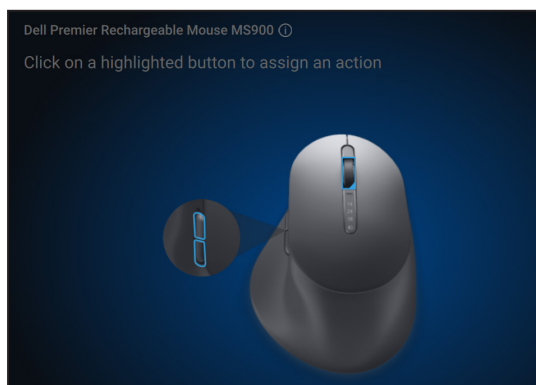 Dell Premier Rechargeable Mouse MS900 ⓘ
Click on a highlighted button to assign an action